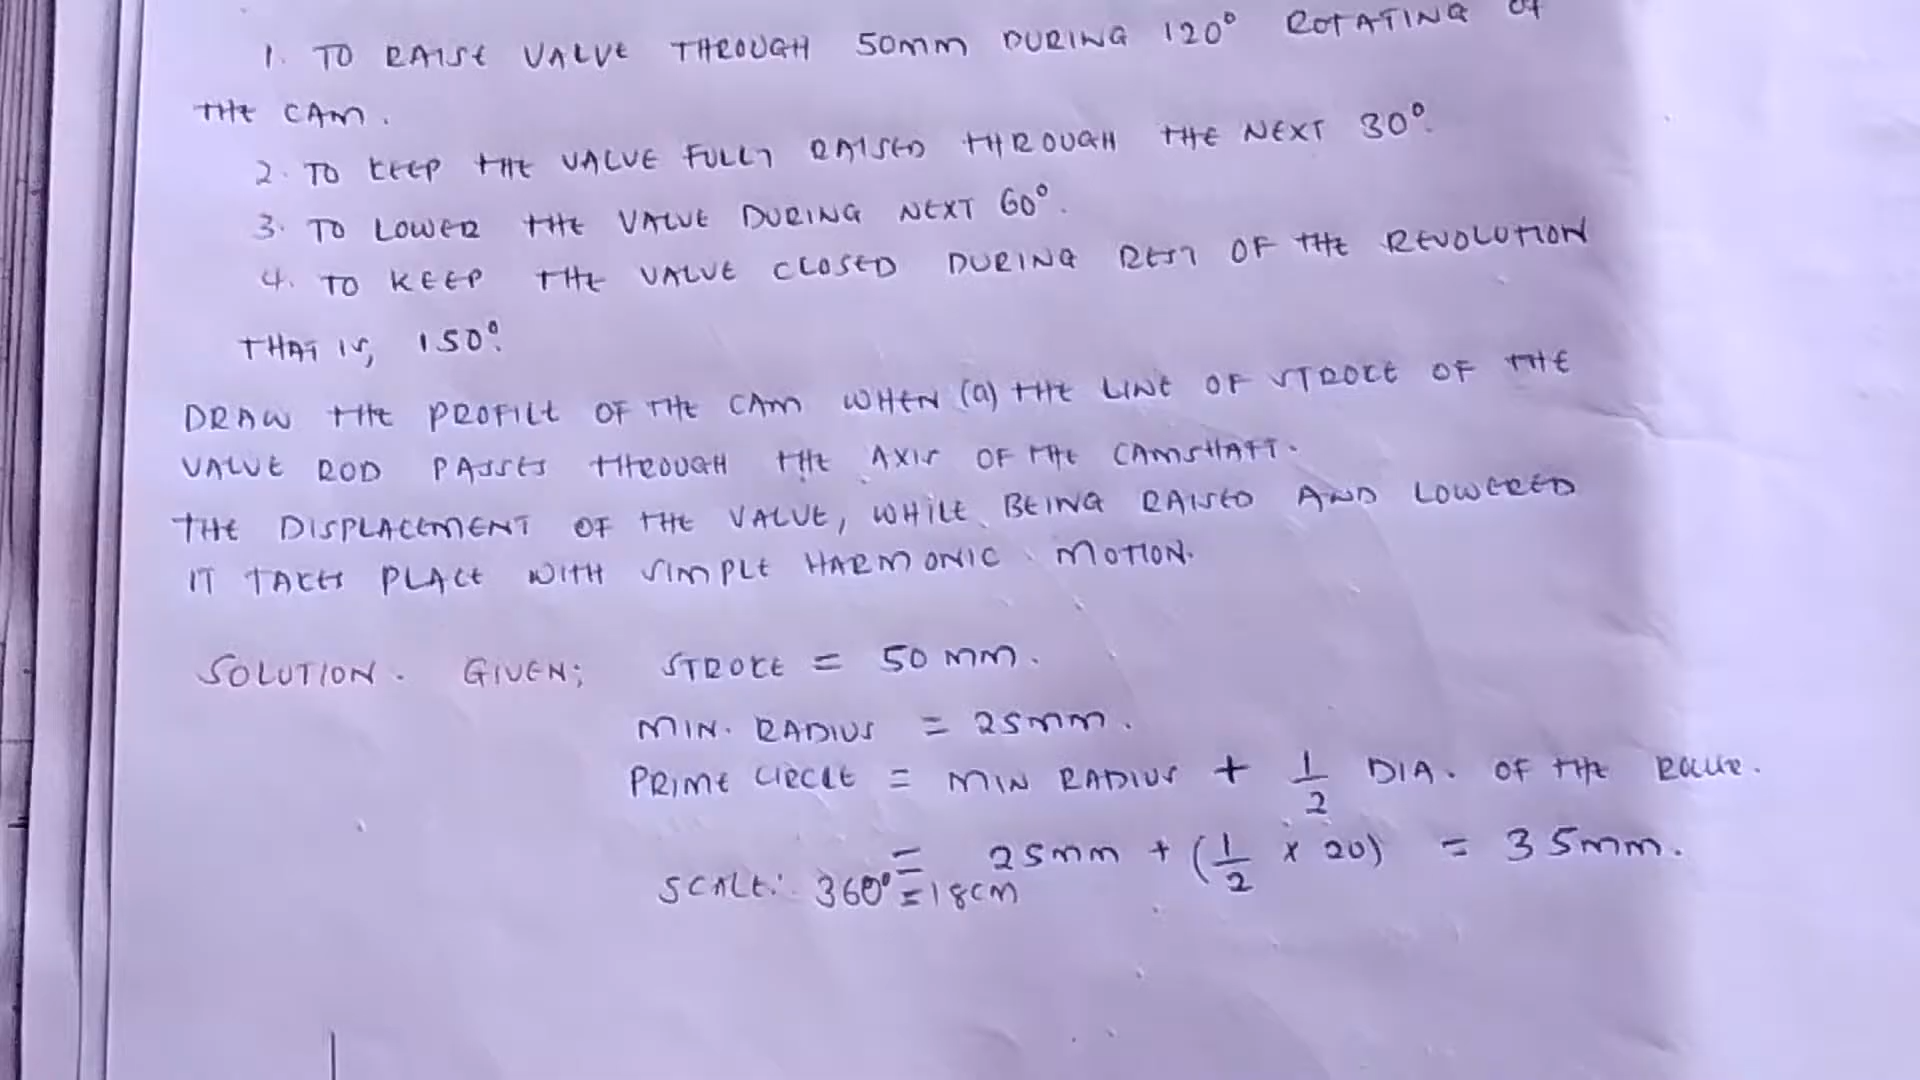 1. TO RAISE VALVE THROUGH 50mm DURING 120° ROTATING OF
THE CAM.
2. TO KEEP THE VALVE FULLY RAISED THROUGH THE NEXT 30°.
3. TO LOWER THE VALVE DURING NEXT 60°.
4. TO KEEP THE VALVE CLOSED DURING REST OF THE REVOLUTION
THAT IS, 150°.
DRAW THE PROFILE OF THE CAM WHEN (a) THE LINE OF STROKE OF THE
VALVE ROD PASSES THROUGH THE AXIS OF THE CAMSHAFT.
THE DISPLACEMENT OF THE VALVE, WHILE BEING RAISED AND LOWERED
IT TAKES PLACE WITH SIMPLE HARMONIC MOTION.
SOLUTION. GIVEN; STROKE = 50 mm.
MIN. RADIUS = 25mm.
PRIME CIRCLE = MIN RADIUS + 1/2 DIA. OF THE ROLLER.
= 25mm + (1/2 × 20) = 35mm.
SCALE: 360° = 18cm